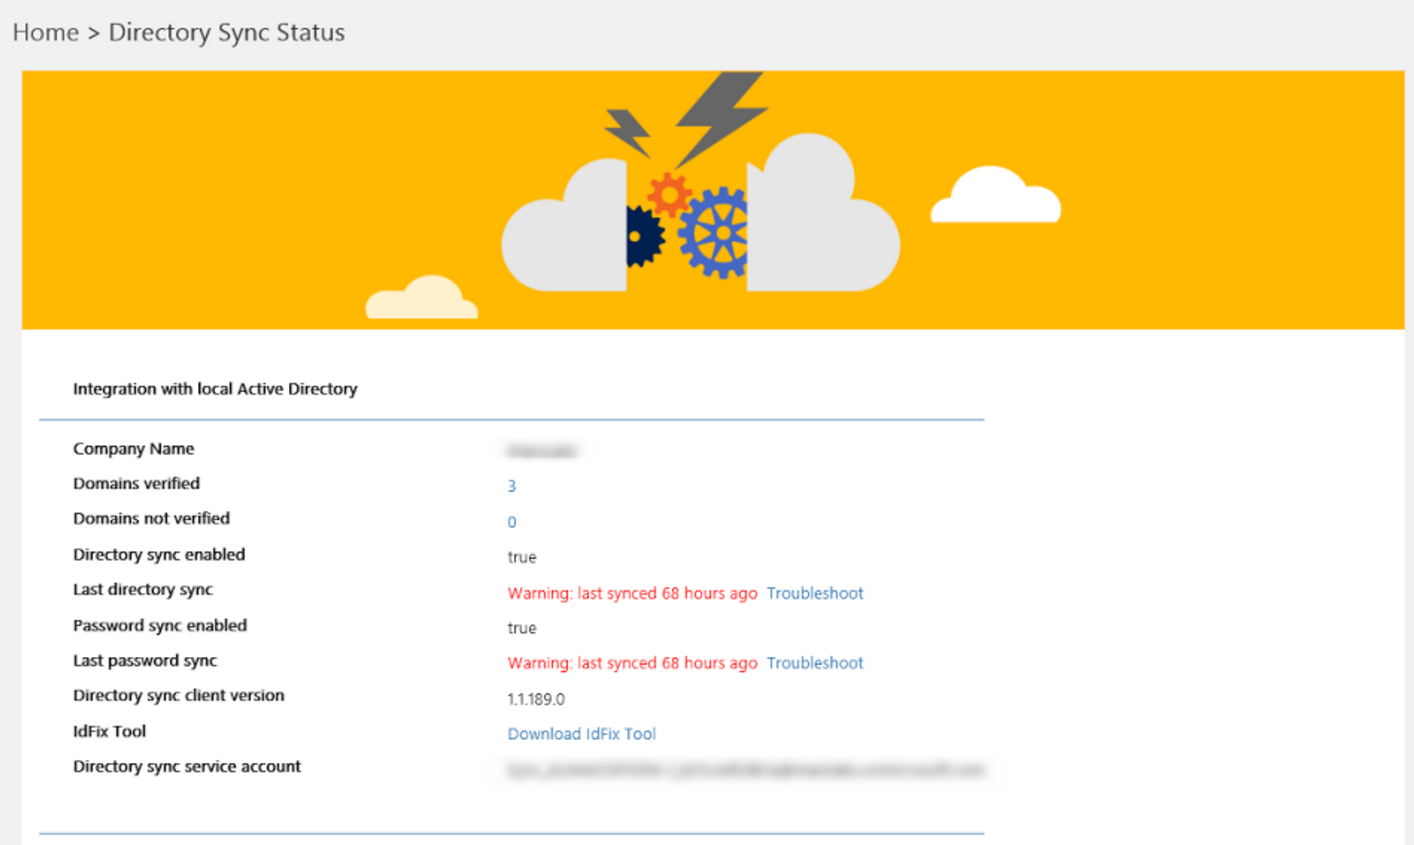 Home > Directory Sync Status
Integration with local Active Directory
Company Name
Domains verified 3
Domains not verified 0
Directory sync enabled true
Last directory sync Warning: last synced 68 hours ago Troubleshoot
Password sync enabled true
Last password sync Warning: last synced 68 hours ago Troubleshoot
Directory sync client version 1.1.189.0
IdFix Tool Download IdFix Tool
Directory sync service account